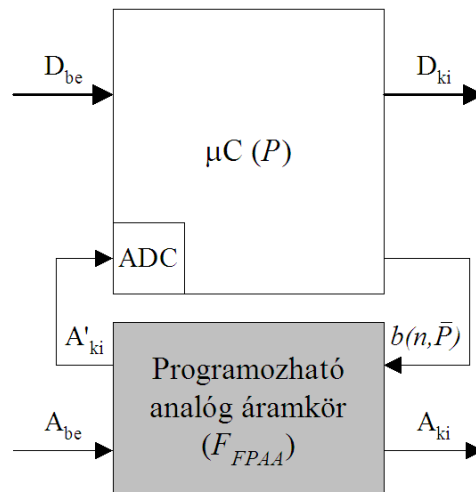 D_be
D_ki
μC (P)
ADC
A'_ki
b(n,P̄)
Programozható
analóg áramkör
(F_FPAA)
A_be
A_ki